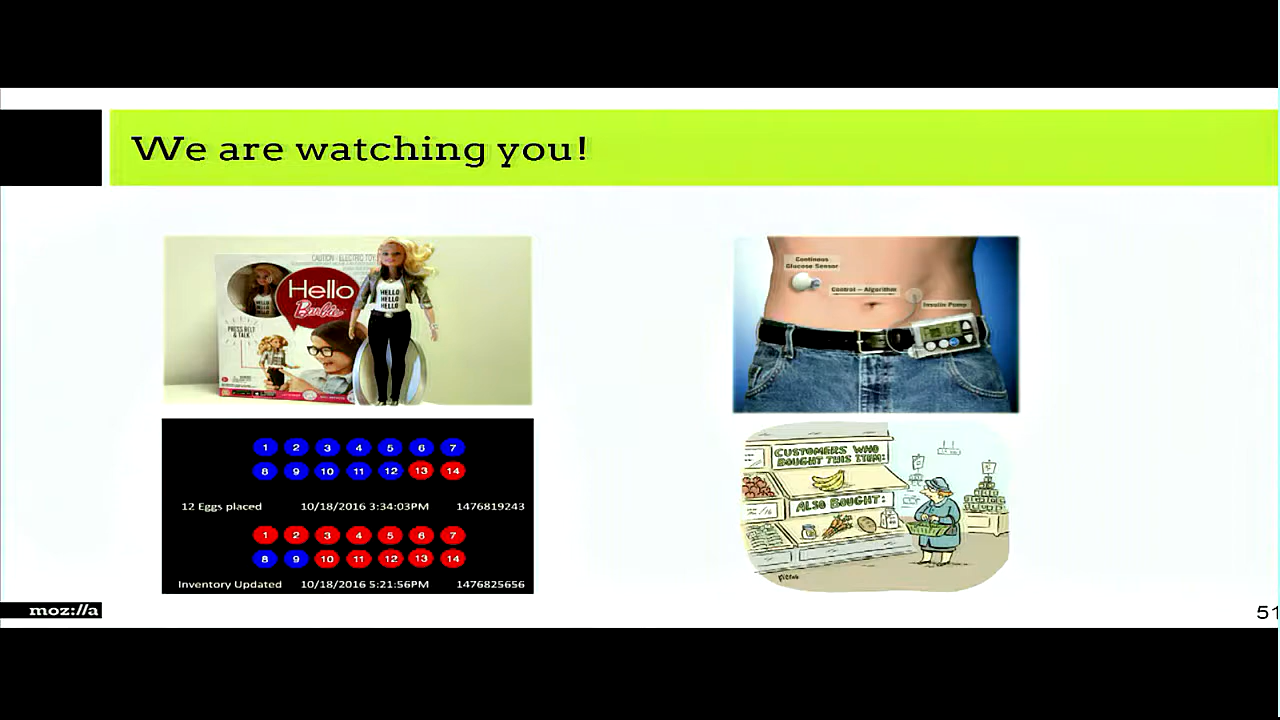 We are watching you!
CAUTION - ELECTRIC TOY
Hello
Barbie
PRESS BELT
& TALK
HELLO
HELLO
HELLO
Continous
Glucose Sensor
Control - Algorithm
Insulin Pump
1 2 3 4 5 6 7
8 9 10 11 12 13 14
12 Eggs placed 10/18/2016 3:34:03PM 1476819243
1 2 3 4 5 6 7
8 9 10 11 12 13 14
Inventory Updated 10/18/2016 5:21:56PM 1476825656
CUSTOMERS WHO
BOUGHT THIS ITEM:
ALSO BOUGHT:
moz://a
51